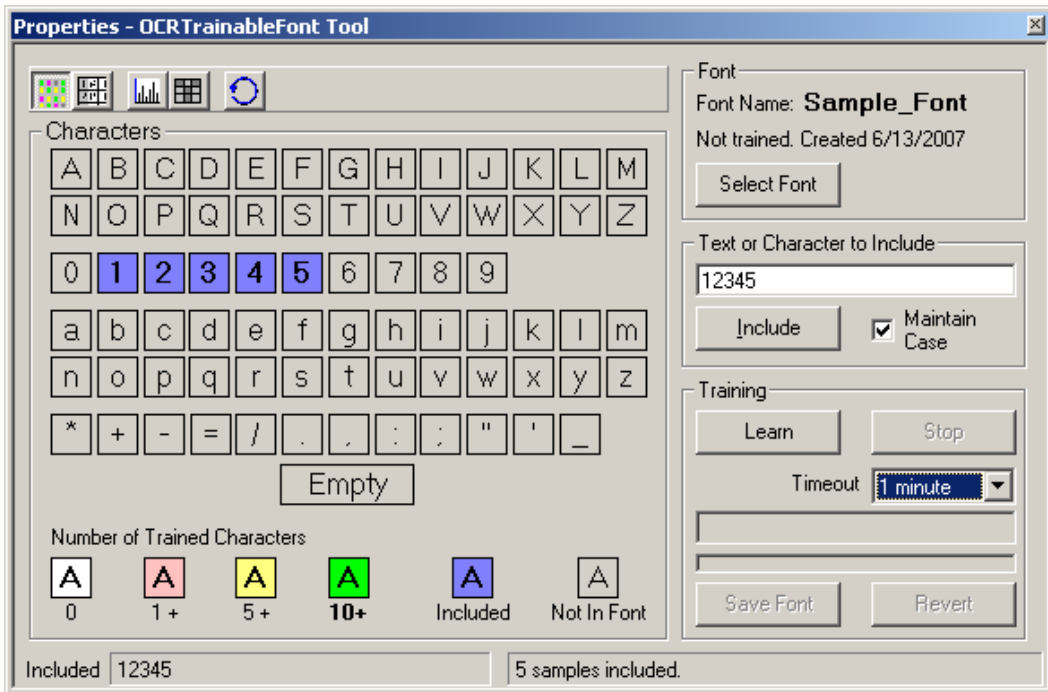 Properties - OCRTrainableFont Tool
Characters
A B C D E F G H I J K L M
N O P Q R S T U V W X Y Z
0 1 2 3 4 5 6 7 8 9
a b c d e f g h i j k l m
n o p q r s t u v w x y z
* + - = / . , : ; " ' _
Empty
Number of Trained Characters
A A A A A A
0 1 + 5 + 10+ Included Not In Font
Font
Font Name: Sample_Font
Not trained. Created 6/13/2007
Select Font
Text or Character to Include
12345
Include
Maintain
Case
Training
Learn Stop
Timeout 1 minute
Save Font Revert
Included 12345
5 samples included.